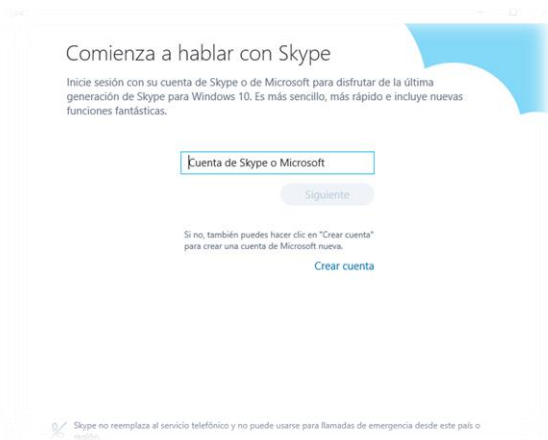 Comienza a hablar con Skype
Inicie sesión con su cuenta de Skype o de Microsoft para disfrutar de la última
generación de Skype para Windows 10. Es más sencillo, más rápido e incluye nuevas
funciones fantásticas.
Cuenta de Skype o Microsoft
Siguiente
Si no, también puedes hacer clic en "Crear cuenta"
para crear una cuenta de Microsoft nueva.
Crear cuenta
Skype no reemplaza al servicio telefónico y no puede usarse para llamadas de emergencia desde este país o
región.